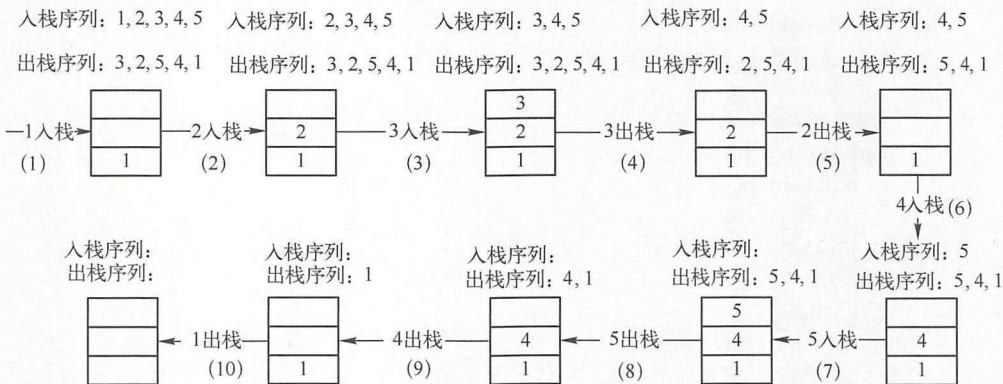 入栈序列：1, 2, 3, 4, 5 入栈序列：2, 3, 4, 5 入栈序列：3, 4, 5 入栈序列：4, 5 入栈序列：4, 5
出栈序列：3, 2, 5, 4, 1 出栈序列：3, 2, 5, 4, 1 出栈序列：3, 2, 5, 4, 1 出栈序列：2, 5, 4, 1 出栈序列：5, 4, 1
3
1入栈 2入栈 2 3入栈 2 3出栈 2 2出栈
(1) 1 (2) 1 (3) 1 (4) 1 (5) 1
4入栈 (6)
入栈序列： 入栈序列： 入栈序列： 入栈序列： 入栈序列：5
出栈序列： 出栈序列：1 出栈序列：4, 1 出栈序列：5, 4, 1 出栈序列：5, 4, 1
5
1出栈 4出栈 4 5出栈 4 5入栈 4
(10) 1 (9) 1 (8) 1 (7) 1